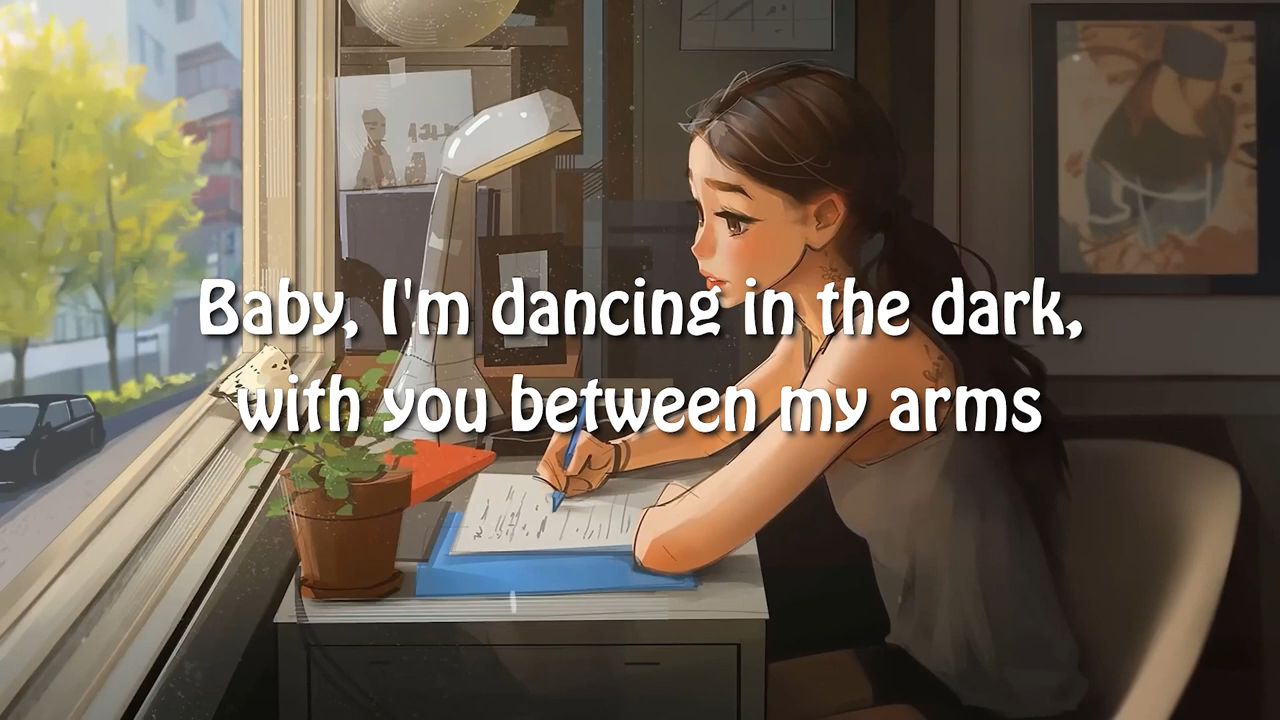 Baby, I'm dancing in the dark,
with you between my arms